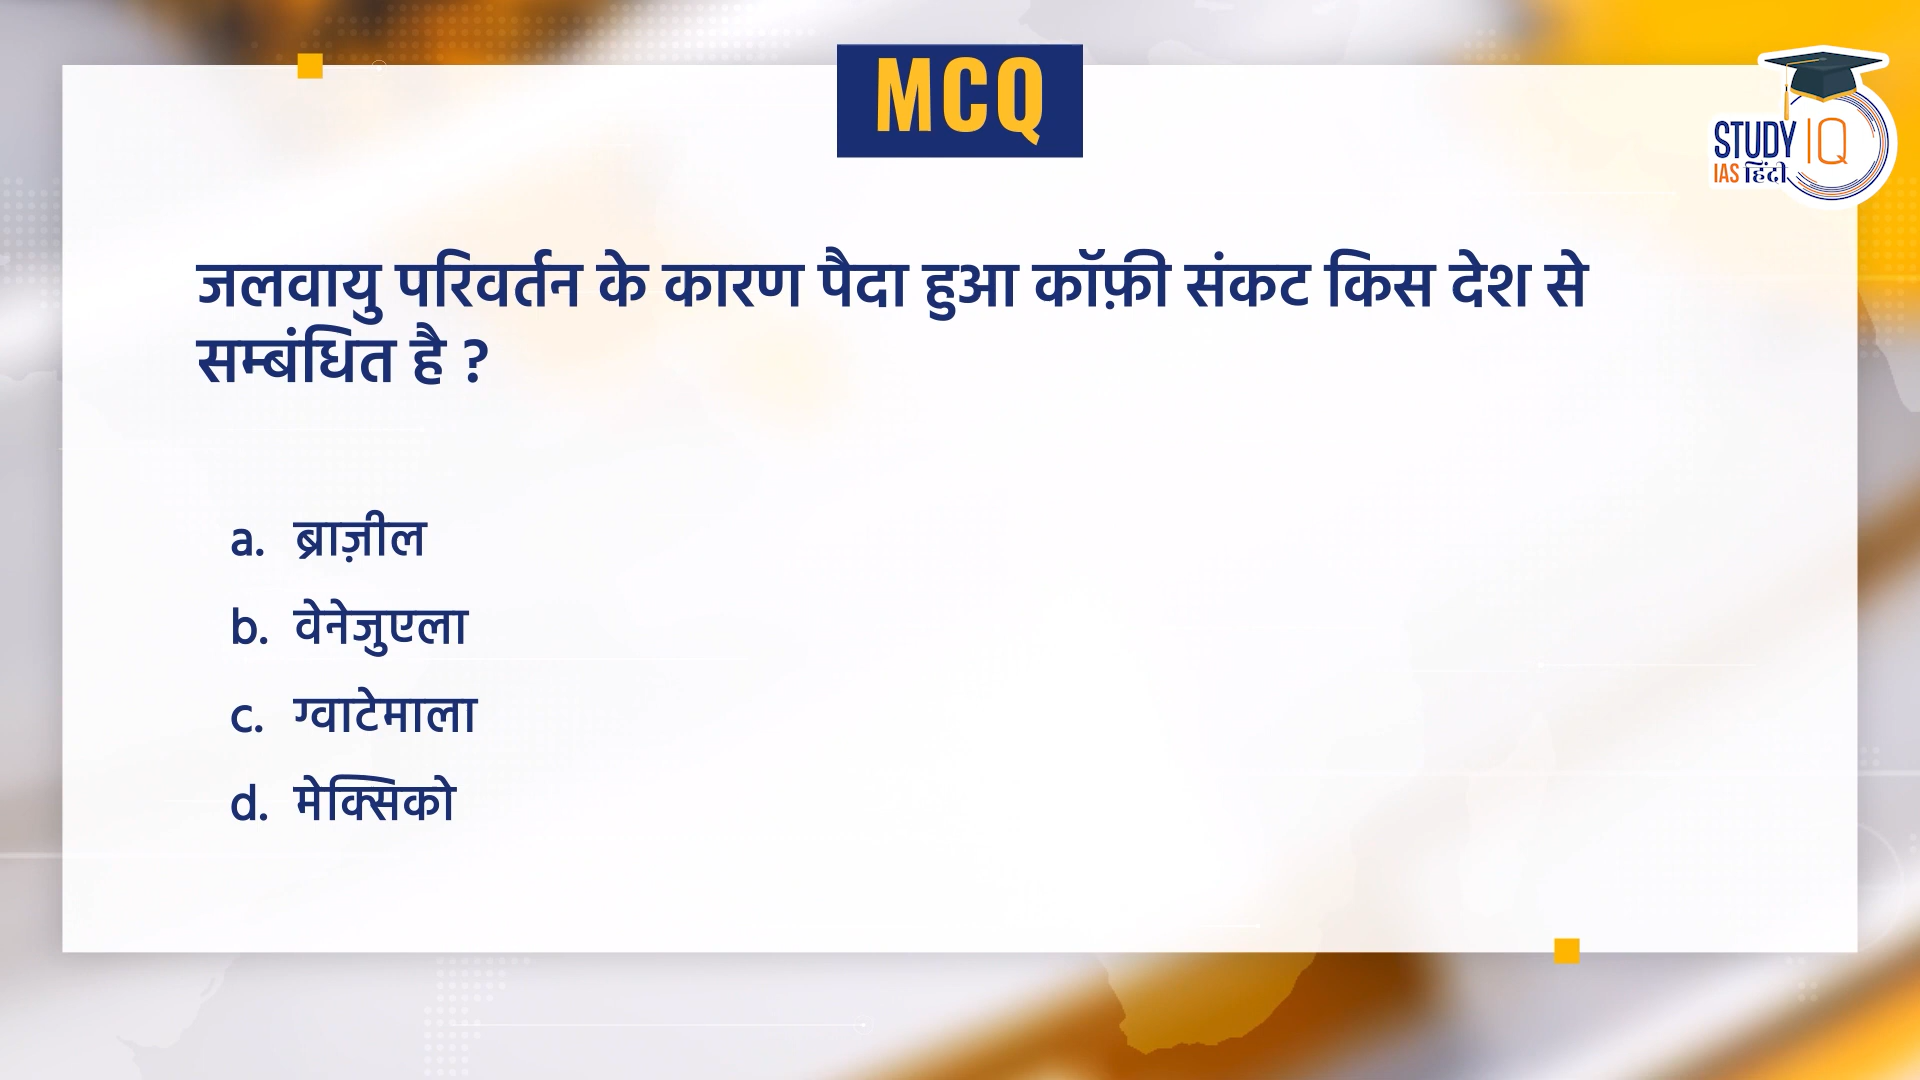 MCQ
STUDY IQ
IAS हिंदी
जलवायु परिवर्तन के कारण पैदा हुआ कॉफ़ी संकट किस देश से
सम्बंधित है ?
a. ब्राज़ील
b. वेनेजुएला
c. ग्वाटेमाला
d. मेक्सिको